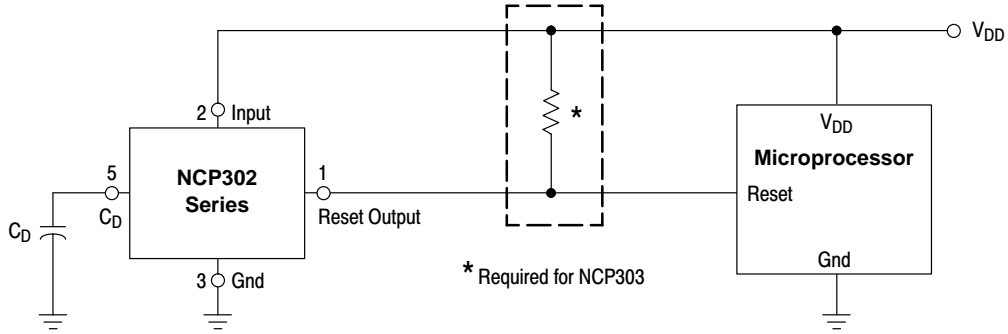 V_DD
2 Input
*
V_DD
Microprocessor
5
NCP302
Series
1
Reset
C_D
Reset Output
C_D
3 Gnd
* Required for NCP303
Gnd